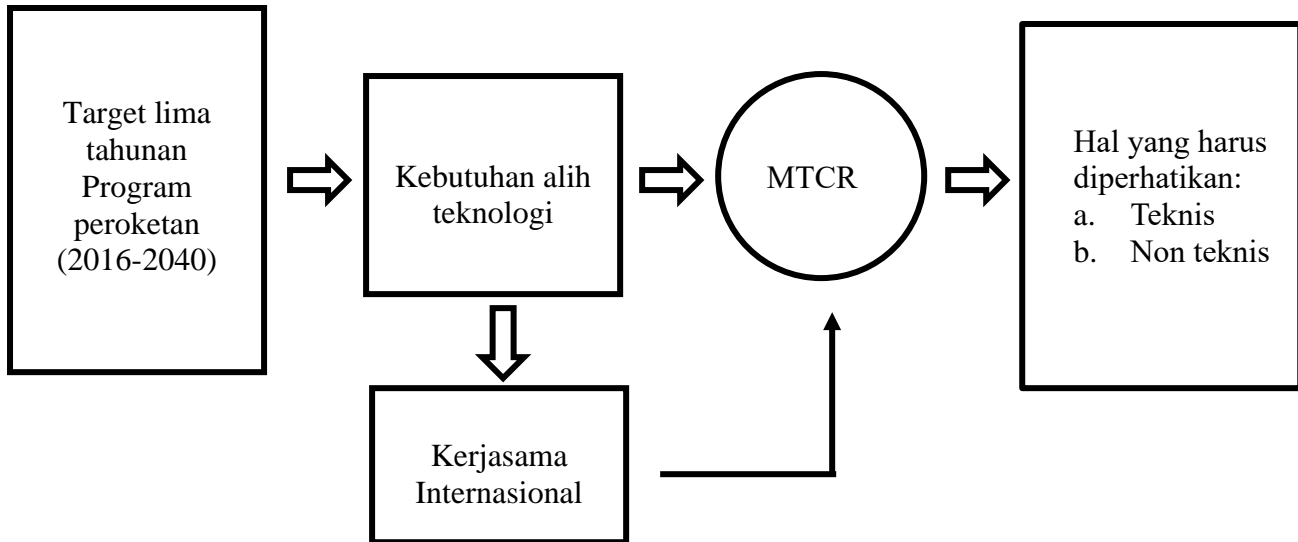 Target lima
tahunan
Program
peroketan
(2016-2040)
Kebutuhan alih
teknologi
MTCR
Hal yang harus
diperhatikan:
a. Teknis
b. Non teknis
Kerjasama
Internasional